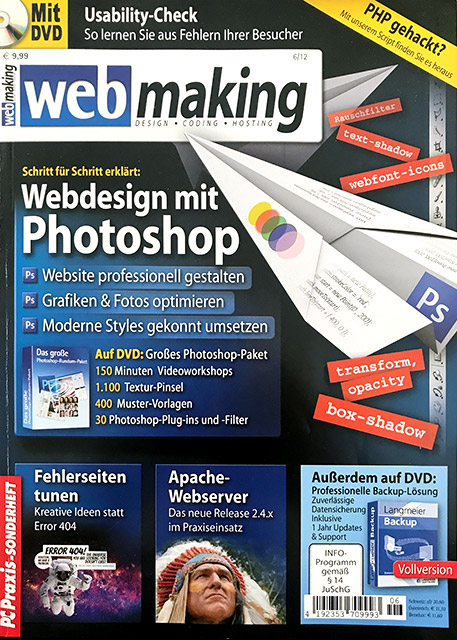 Mit
DVD
Usability-Check
So lernen Sie aus Fehlern Ihrer Besucher
PHP gehackt?
Mit unserem Script finden Sie es heraus
€ 9,99
6/12
webmaking
web making
DESIGN • CODING • HOSTING
Rauschfilter
text-shadow
webfont-icons
Schritt für Schritt erklärt:
Webdesign mit
Photoshop
Ps Website professionell gestalten
Ps Grafiken & Fotos optimieren
Ps Moderne Styles gekonnt umsetzen
Ps
Das große
Photoshop-Rundum-Paket
Auf DVD: Großes Photoshop-Paket
150 Minuten Videoworkshops
1.100 Textur-Pinsel
400 Muster-Vorlagen
30 Photoshop-Plug-ins und -Filter
transform,
opacity
box-shadow
PC Praxis-SONDERHEFT
Fehlerseiten
tunen
Kreative Ideen statt
Error 404
ERROR 404!
Apache-
Webserver
Das neue Release 2.4.x
im Praxiseinsatz
Außerdem auf DVD:
Professionelle Backup-Lösung
Zuverlässige
Datensicherung
Inklusive
1 Jahr Updates
& Support
Langmeier
Backup
Vollversion
INFO-
Programm
gemäß
§ 14
JuSchG
06
4 192353 709993